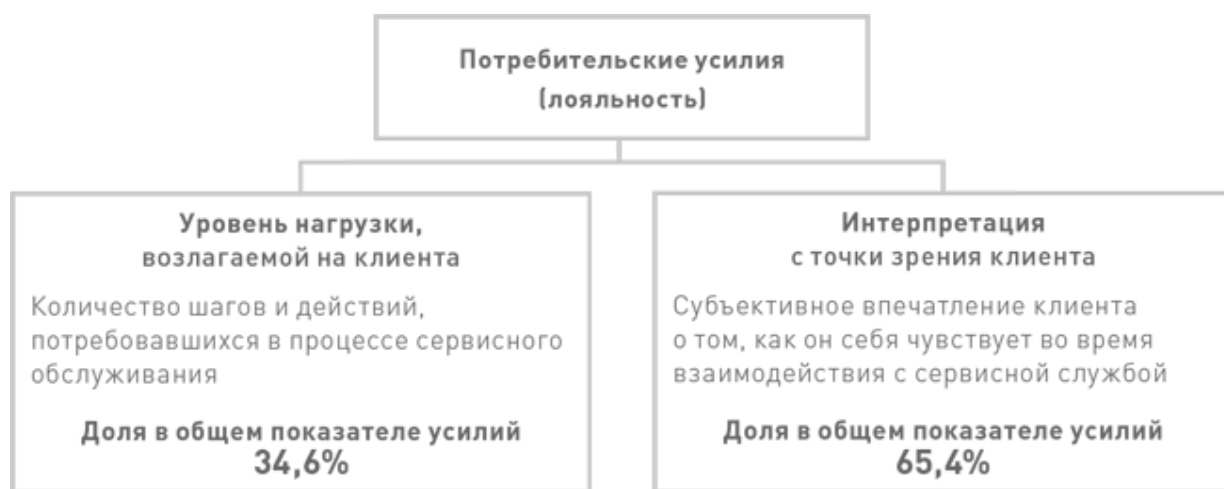 Потребительские усилия
(лояльность)
Уровень нагрузки,
возлагаемой на клиента
Количество шагов и действий,
потребовавшихся в процессе сервисного
обслуживания
Доля в общем показателе усилий
34,6%
Интерпретация
с точки зрения клиента
Субъективное впечатление клиента
о том, как он себя чувствует во время
взаимодействия с сервисной службой
Доля в общем показателе усилий
65,4%